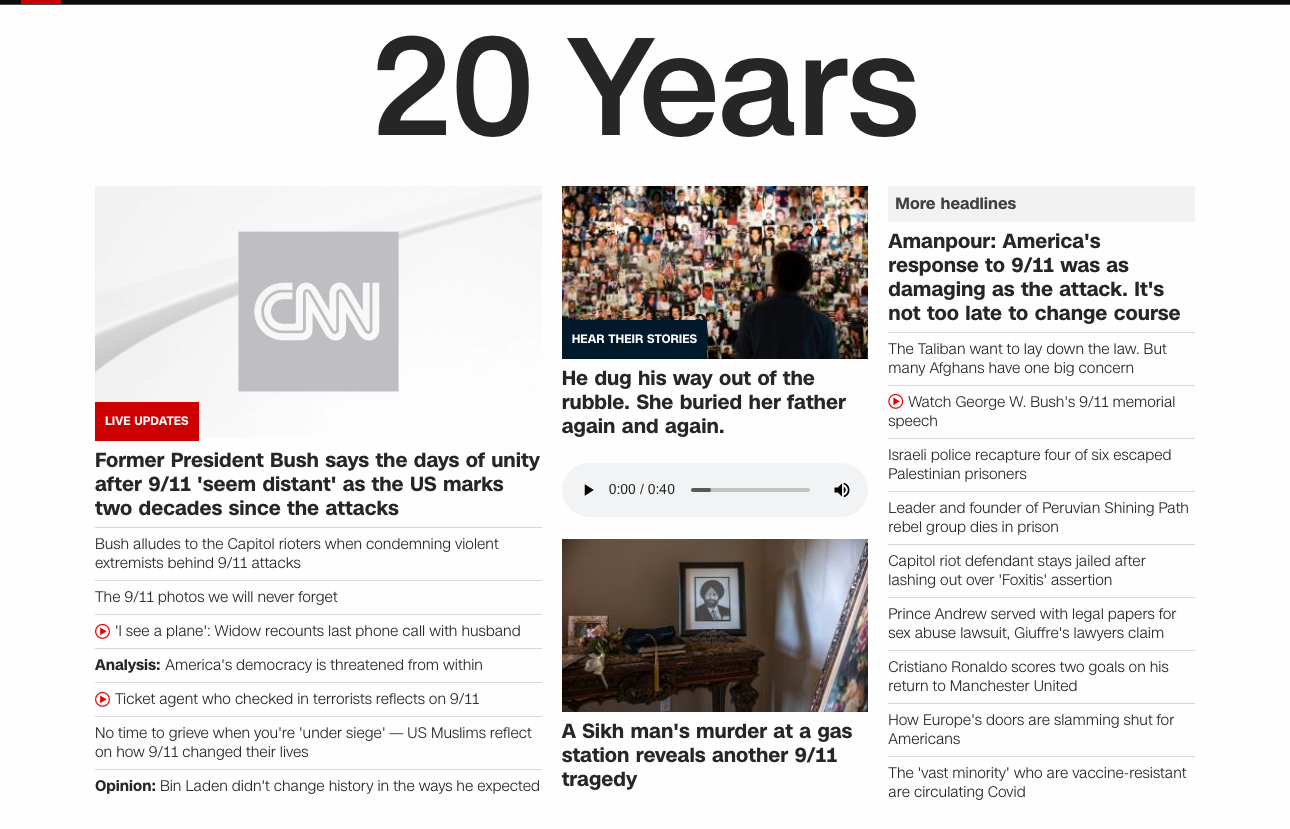 20 Years
CNN
LIVE UPDATES
Former President Bush says the days of unity
after 9/11 'seem distant' as the US marks
two decades since the attacks
Bush alludes to the Capitol rioters when condemning violent
extremists behind 9/11 attacks
The 9/11 photos we will never forget
'I see a plane': Widow recounts last phone call with husband
Analysis: America's democracy is threatened from within
Ticket agent who checked in terrorists reflects on 9/11
No time to grieve when you're 'under siege' — US Muslims reflect
on how 9/11 changed their lives
Opinion: Bin Laden didn't change history in the ways he expected
HEAR THEIR STORIES
He dug his way out of the
rubble. She buried her father
again and again.
0:00 / 0:40
A Sikh man's murder at a gas
station reveals another 9/11
tragedy
More headlines
Amanpour: America's
response to 9/11 was as
damaging as the attack. It's
not too late to change course
The Taliban want to lay down the law. But
many Afghans have one big concern
Watch George W. Bush's 9/11 memorial
speech
Israeli police recapture four of six escaped
Palestinian prisoners
Leader and founder of Peruvian Shining Path
rebel group dies in prison
Capitol riot defendant stays jailed after
lashing out over 'Foxitis' assertion
Prince Andrew served with legal papers for
sex abuse lawsuit, Giuffre's lawyers claim
Cristiano Ronaldo scores two goals on his
return to Manchester United
How Europe's doors are slamming shut for
Americans
The 'vast minority' who are vaccine-resistant
are circulating Covid